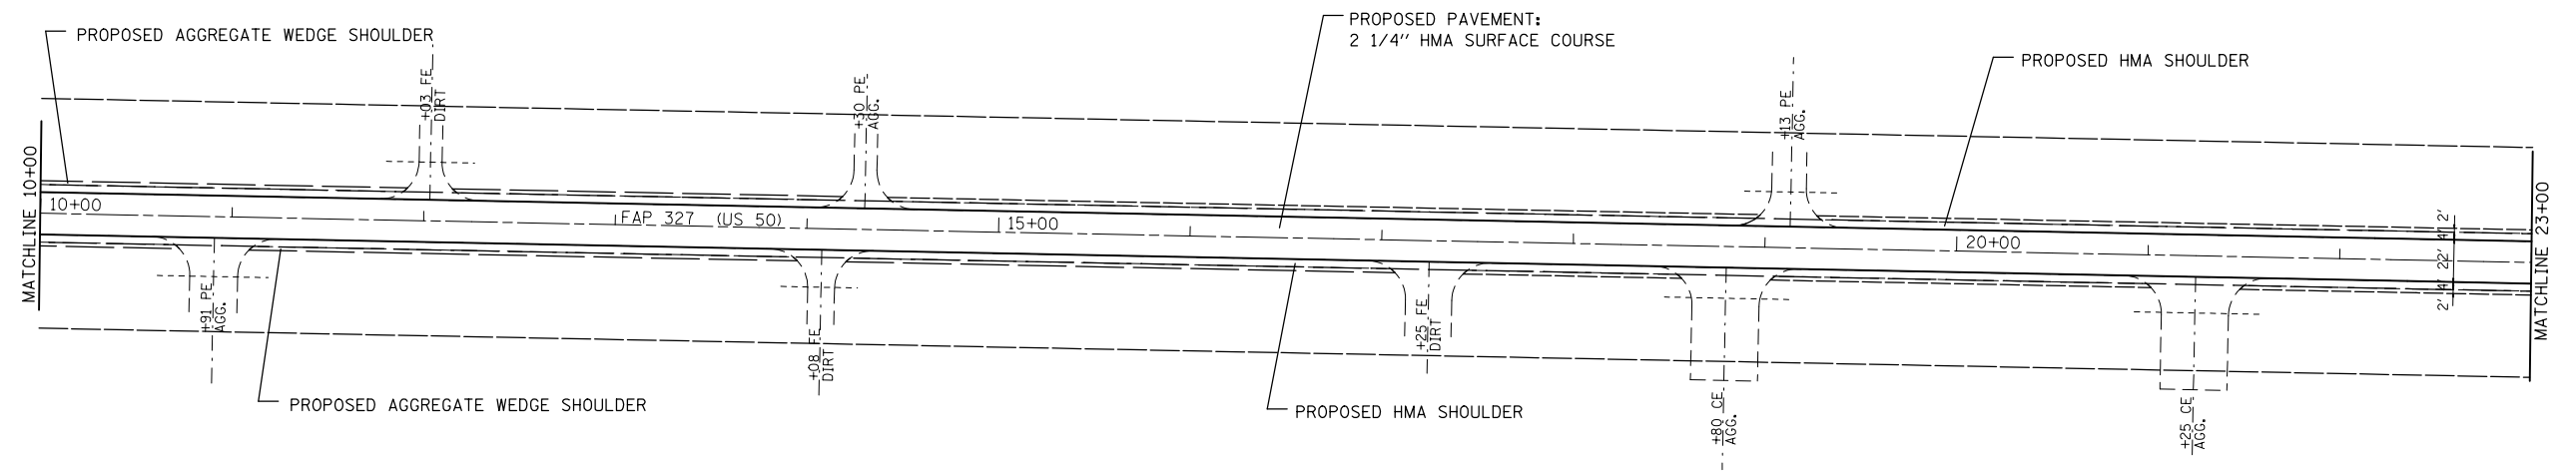 PROPOSED AGGREGATE WEDGE SHOULDER
+03 FE
DIRT
+30 PE
AGG.
PROPOSED PAVEMENT:
2 1/4" HMA SURFACE COURSE
+13 PE
AGG.
PROPOSED HMA SHOULDER
MATCHLINE 10+00
10+00
FAP 327 (US 50)
15+00
20+00
2'
4'
22'
4'
2'
MATCHLINE 23+00
+91 PE
AGG.
PROPOSED AGGREGATE WEDGE SHOULDER
+08 FE
DIRT
PROPOSED HMA SHOULDER
+25 FE
DIRT
+80 CE
AGG.
+25 CE
AGG.